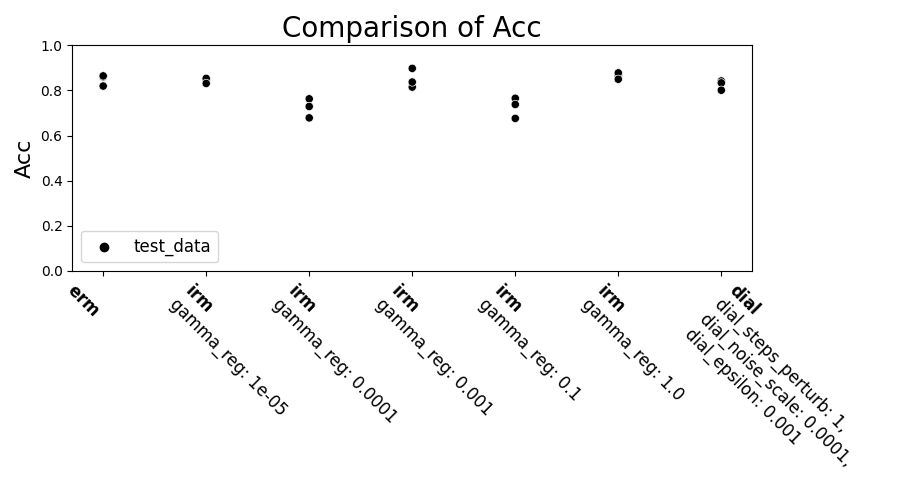 Comparison of Acc
Acc
1.0
0.8
0.6
0.4
0.2
0.0
test_data
erm
irm
gamma_reg: 1e-05
irm
gamma_reg: 0.0001
irm
gamma_reg: 0.001
irm
gamma_reg: 0.1
irm
gamma_reg: 1.0
dial
dial_steps_perturb: 1,
dial_noise_scale: 0.0001,
dial_epsilon: 0.001